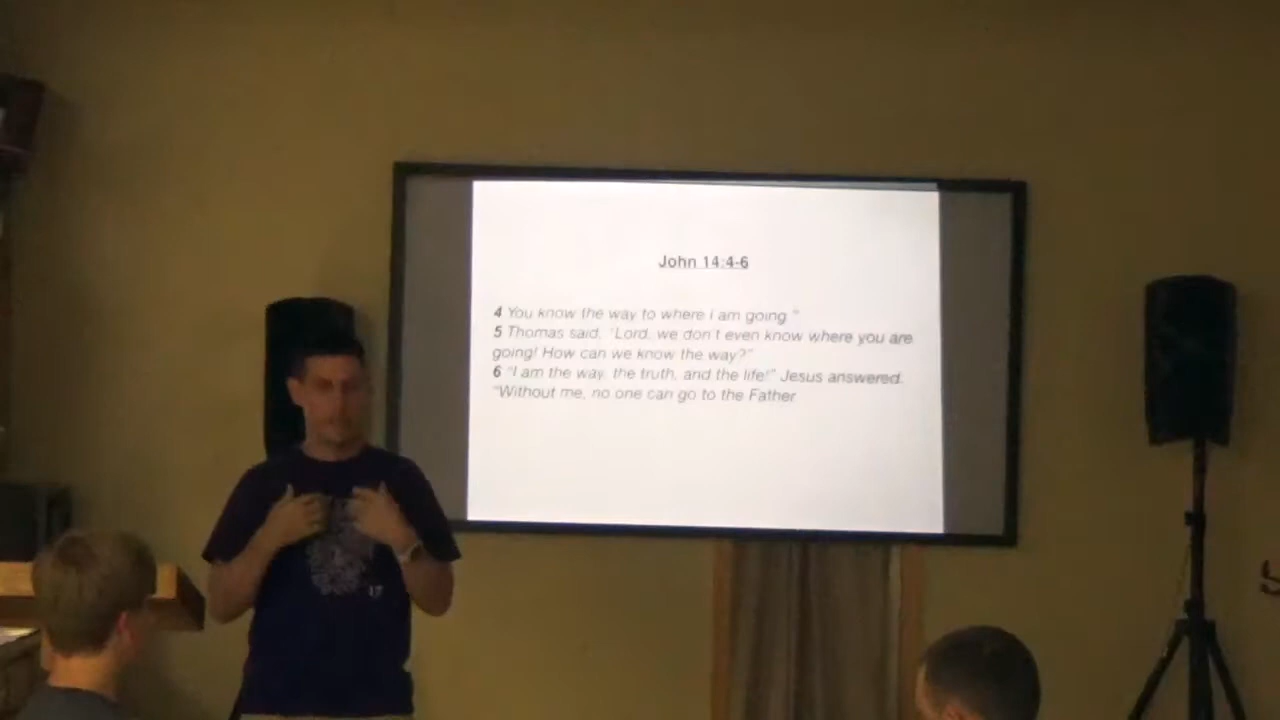 John 14:4-6
4 You know the way to where I am going."
5 Thomas said, "Lord, we don't even know where you are
going! How can we know the way?"
6 "I am the way, the truth, and the life!" Jesus answered.
"Without me, no one can go to the Father
17